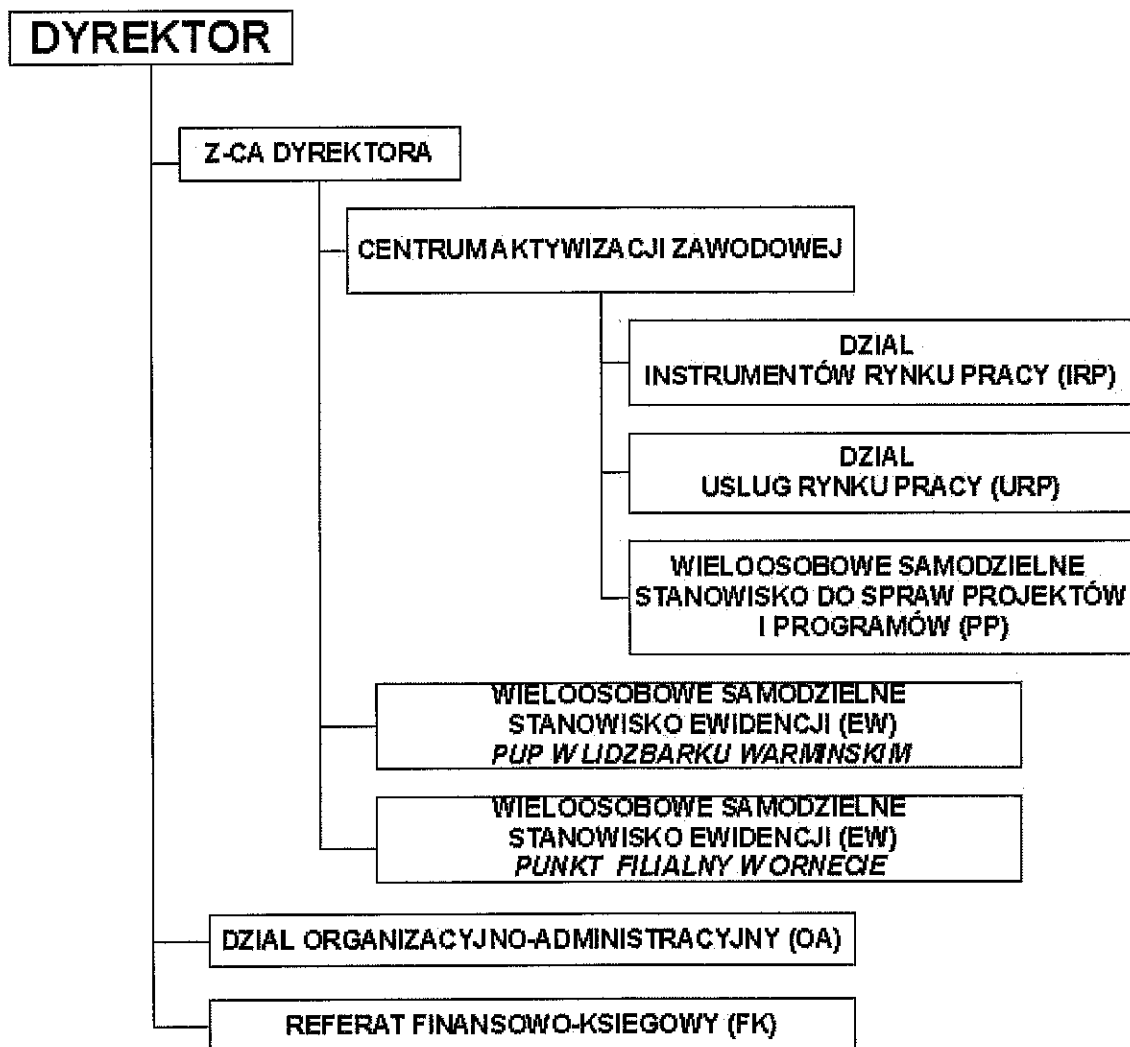 DYREKTOR
Z-CA DYREKTORA
CENTRUM AKTYWIZACJI ZAWODOWEJ
DZIAL
INSTRUMENTÓW RYNKU PRACY (IRP)
DZIAL
USLUG RYNKU PRACY (URP)
WIELOOSOBOWE SAMODZIELNE
STANOWISKO DO SPRAW PROJEKTÓW
I PROGRAMÓW (PP)
WIELOOSOBOWE SAMODZIELNE
STANOWISKO EWIDENCJI (EW)
PUP W LIDZBARKU WARMINSKIM
WIELOOSOBOWE SAMODZIELNE
STANOWISKO EWIDENCJI (EW)
PUNKT FILIALNY W ORNECIE
DZIAL ORGANIZACYJNO-ADMINISTRACYJNY (OA)
REFERAT FINANSOWO-KSIEGOWY (FK)